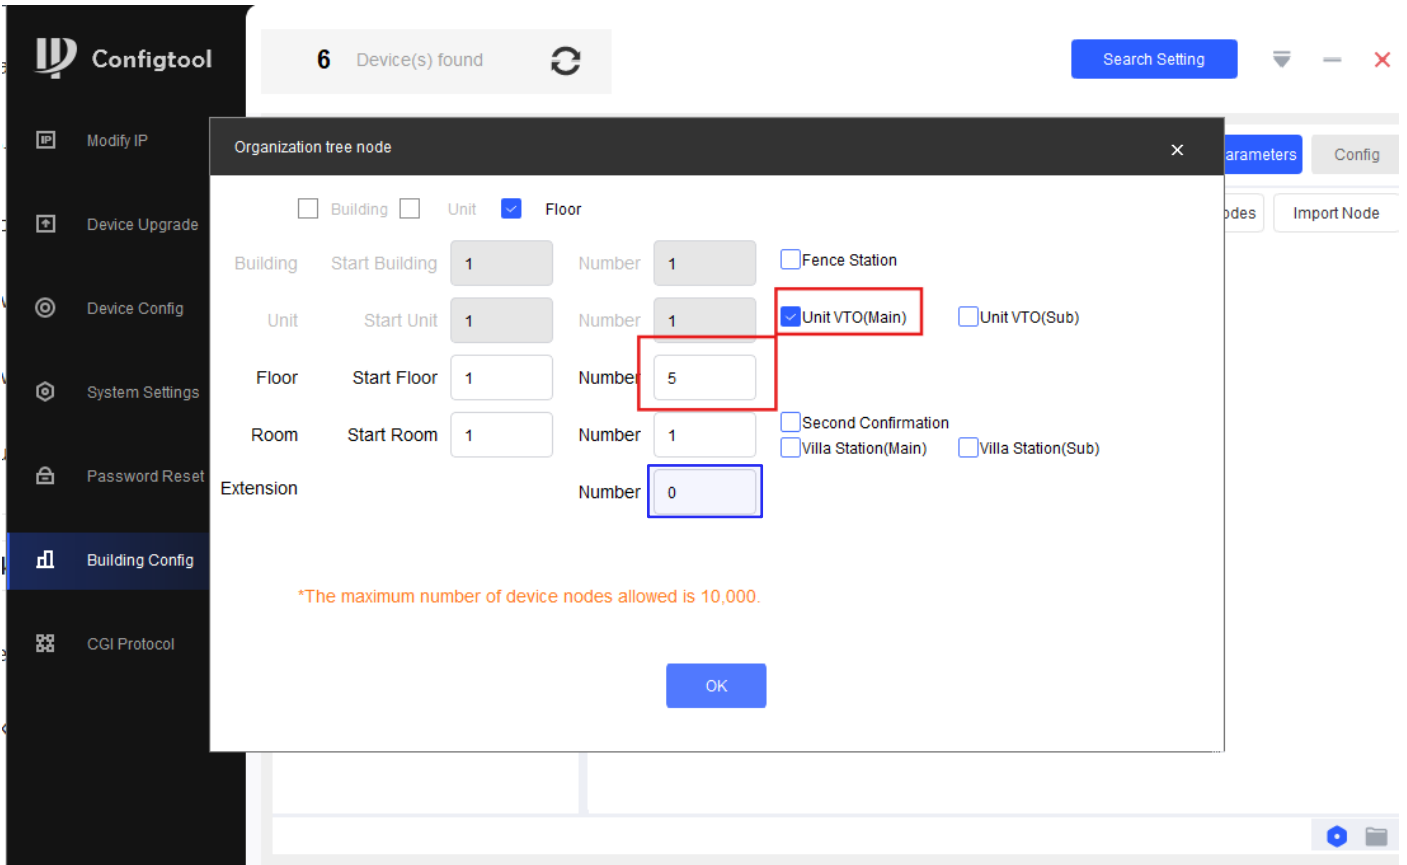 Configtool
6 Device(s) found
Search Setting
Modify IP
Device Upgrade
Device Config
System Settings
Password Reset
Building Config
CGI Protocol
Organization tree node
arameters
Config
odes
Import Node
Building Unit Floor
Building Start Building 1 Number 1 Fence Station
Unit Start Unit 1 Number 1 Unit VTO(Main) Unit VTO(Sub)
Floor Start Floor 1 Number 5
Room Start Room 1 Number 1 Second Confirmation
Villa Station(Main) Villa Station(Sub)
Extension Number 0
*The maximum number of device nodes allowed is 10,000.
OK